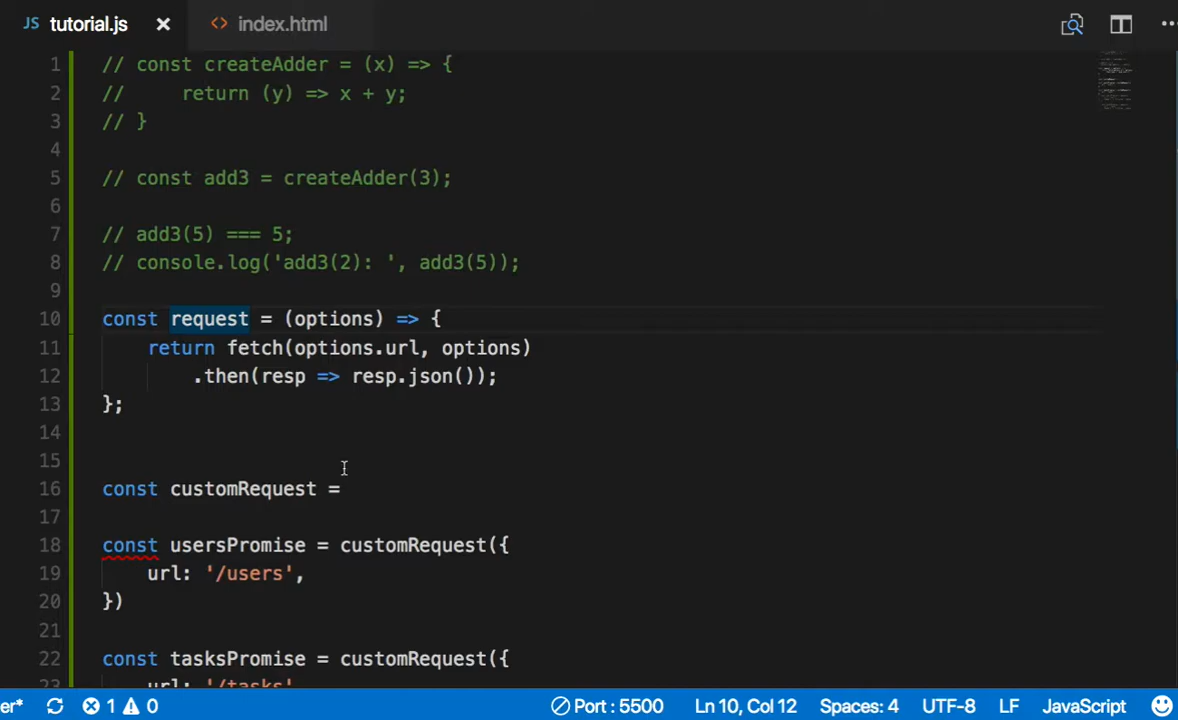 JS tutorial.js × <> index.html
1 // const createAdder = (x) => {
2 //     return (y) => x + y;
3 // }
4
5 // const add3 = createAdder(3);
6
7 // add3(5) === 5;
8 // console.log('add3(2): ', add3(5));
9
10 const request = (options) => {
11     return fetch(options.url, options)
12         .then(resp => resp.json());
13 };
14
15
16 const customRequest =
17
18 const usersPromise = customRequest({
19     url: '/users',
20 })
21
22 const tasksPromise = customRequest({
23     url: '/tasks'
er* 1 0 Port : 5500 Ln 10, Col 12 Spaces: 4 UTF-8 LF JavaScript